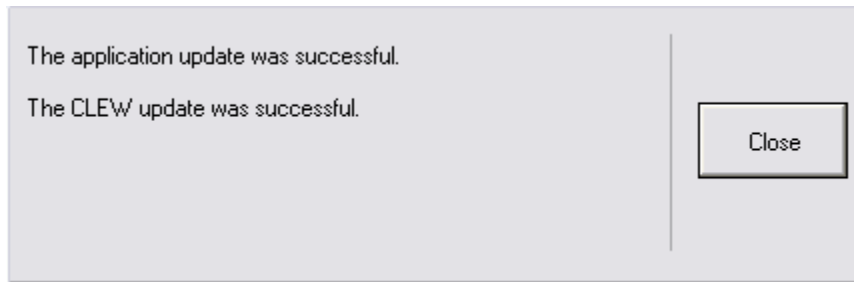 The application update was successful.
The CLEW update was successful.
Close